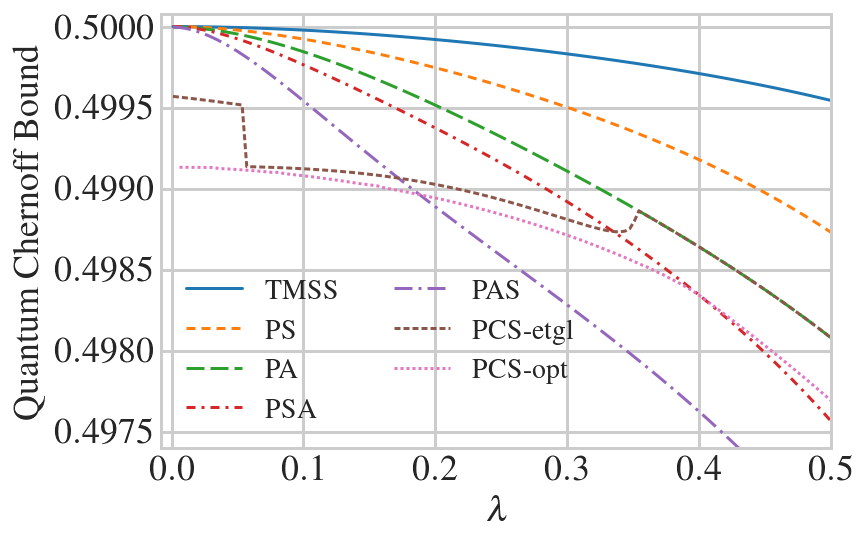 Quantum Chernoff Bound
0.5000
0.4995
0.4990
0.4985
0.4980
0.4975
TMSS
PS
PA
PSA
PAS
PCS-etgl
PCS-opt
0.0 0.1 0.2 0.3 0.4 0.5
λ